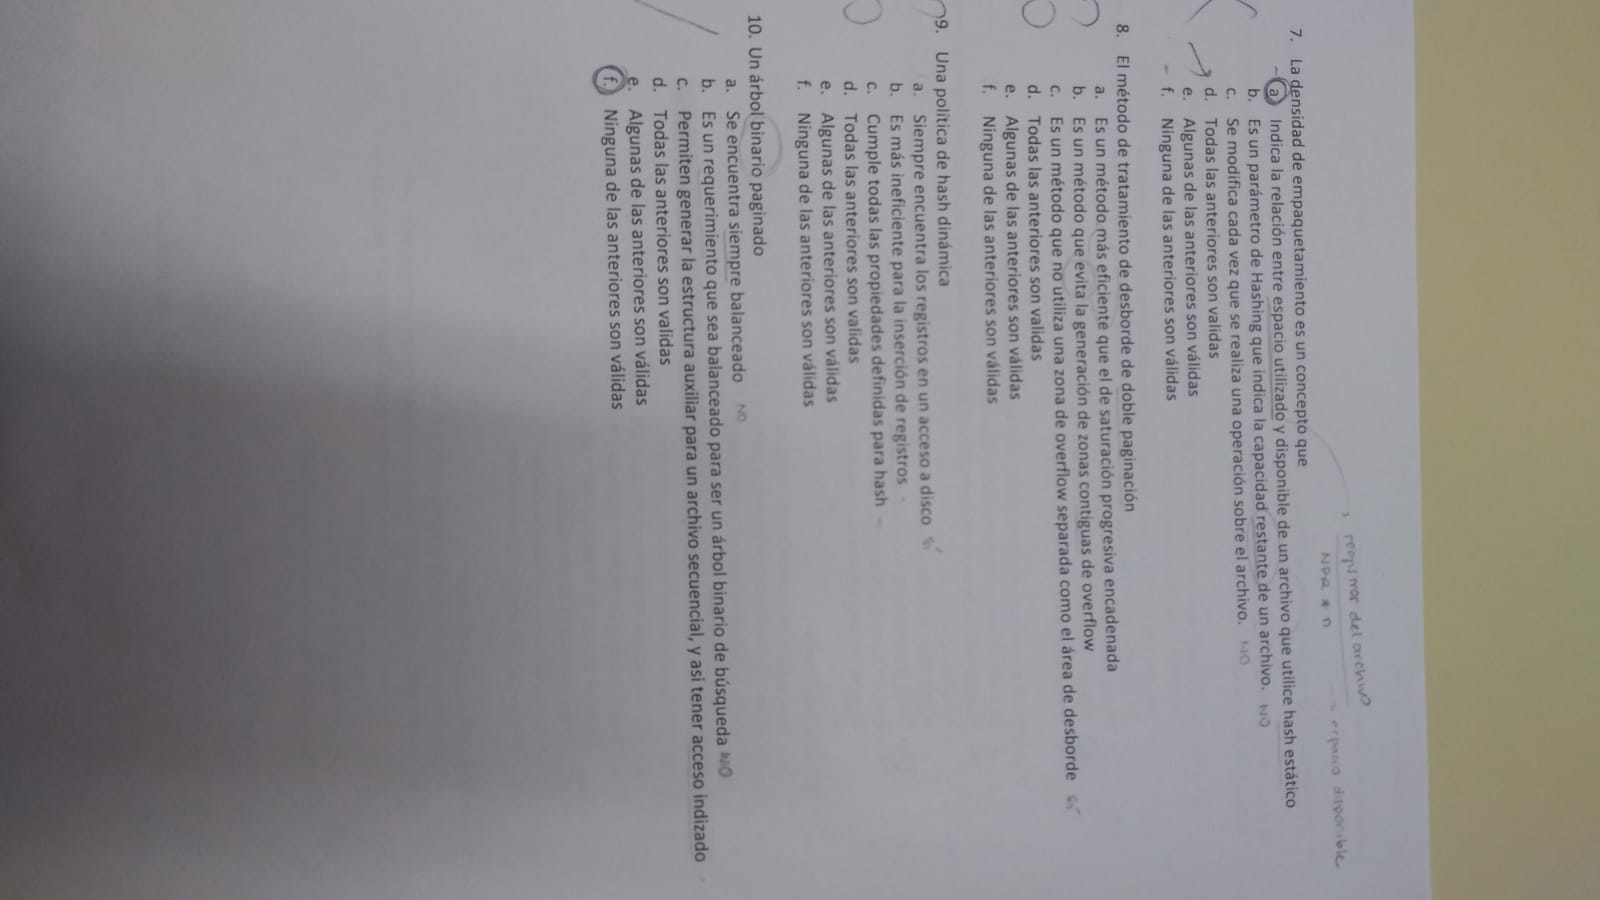 registros del archivo
NPR * n → espacio disponible
7. La densidad de empaquetamiento es un concepto que
a. Indica la relación entre espacio utilizado y disponible de un archivo que utilice hash estático
b. Es un parámetro de Hashing que indica la capacidad restante de un archivo. NO
c. Se modifica cada vez que se realiza una operación sobre el archivo. NO
d. Todas las anteriores son validas
e. Algunas de las anteriores son válidas
f. Ninguna de las anteriores son válidas
8. El método de tratamiento de desborde de doble paginación
a. Es un método más eficiente que el de saturación progresiva encadenada
b. Es un método que evita la generación de zonas contiguas de overflow
c. Es un método que no utiliza una zona de overflow separada como el área de desborde sí
d. Todas las anteriores son validas
e. Algunas de las anteriores son válidas
f. Ninguna de las anteriores son válidas
9. Una política de hash dinámica
a. Siempre encuentra los registros en un acceso a disco sí
b. Es más ineficiente para la inserción de registros
c. Cumple todas las propiedades definidas para hash
d. Todas las anteriores son validas
e. Algunas de las anteriores son válidas
f. Ninguna de las anteriores son válidas
10. Un árbol binario paginado
a. Se encuentra siempre balanceado NO
b. Es un requerimiento que sea balanceado para ser un árbol binario de búsqueda NO
c. Permiten generar la estructura auxiliar para un archivo secuencial, y asi tener acceso indizado
d. Todas las anteriores son validas
e. Algunas de las anteriores son válidas
f. Ninguna de las anteriores son válidas